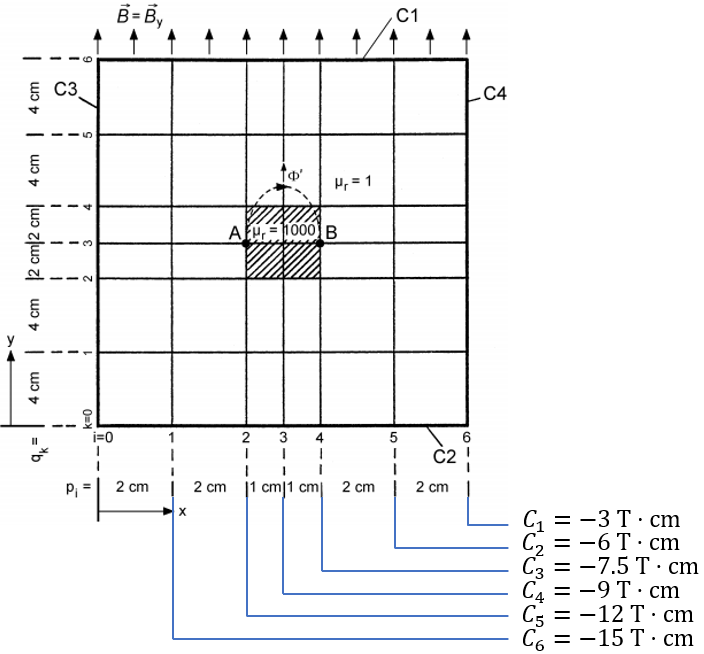 B⃗ = B⃗y
C1
C3
C4
6
4 cm
5
4 cm
Φ'
μr = 1
4
2 cm
A
μr = 1000
B
3
2 cm
2
4 cm
y
1
4 cm
k=0
qk =
i=0 1 2 3 4 5 6
C2
pi = 2 cm 2 cm 1 cm 1 cm 2 cm 2 cm
x
C₁ = −3 T · cm
C₂ = −6 T · cm
C₃ = −7.5 T · cm
C₄ = −9 T · cm
C₅ = −12 T · cm
C₆ = −15 T · cm